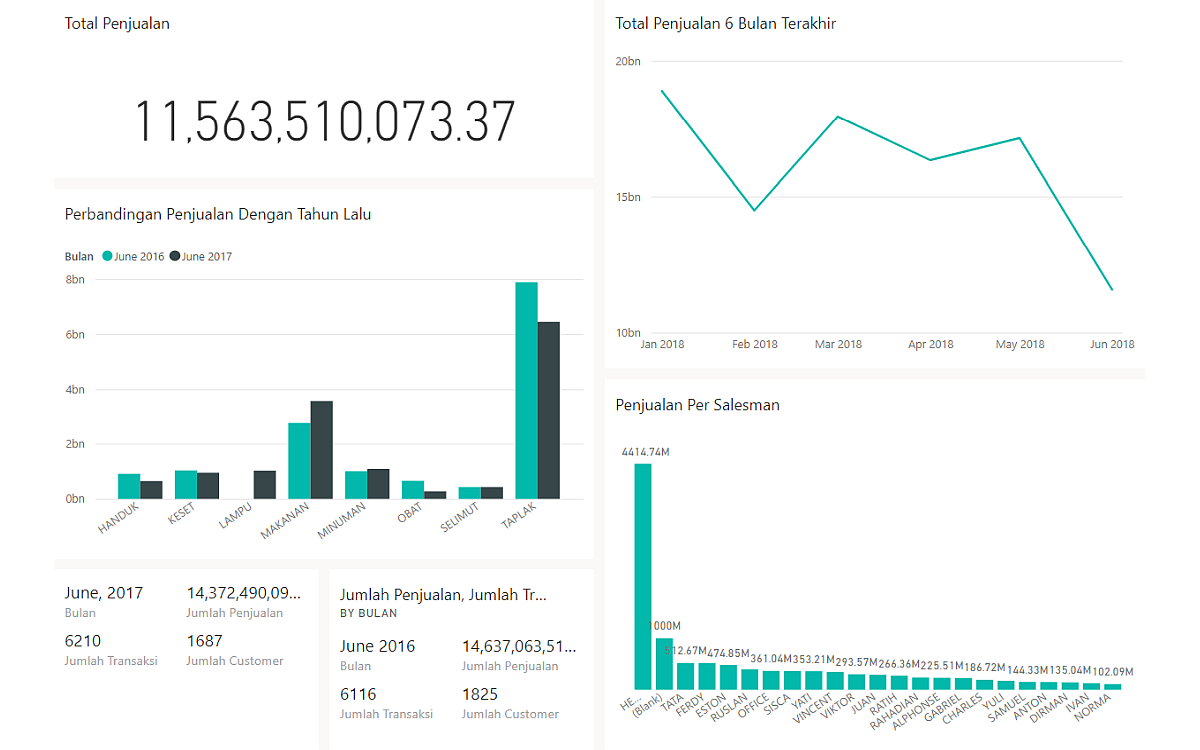 Total Penjualan
11,563,510,073.37
Perbandingan Penjualan Dengan Tahun Lalu
Bulan June 2016 June 2017
8bn
6bn
4bn
2bn
0bn
HANDUK KESET LAMPU MAKANAN MINUMAN OBAT SELIMUT TAPLAK
June, 2017 14,372,490,09...
Bulan Jumlah Penjualan
6210 1687
Jumlah Transaksi Jumlah Customer
Jumlah Penjualan, Jumlah Tr...
BY BULAN
June 2016 14,637,063,51...
Bulan Jumlah Penjualan
6116 1825
Jumlah Transaksi Jumlah Customer
Total Penjualan 6 Bulan Terakhir
20bn
15bn
10bn
Jan 2018 Feb 2018 Mar 2018 Apr 2018 May 2018 Jun 2018
Penjualan Per Salesman
4414.74M
1000M
512.67M 474.85M 361.04M 353.21M 293.57M 266.36M 225.51M 186.72M 144.33M 135.04M 102.09M
HE... (Blank) TATA FERDY ESTON RUSLAN OFFICE SISCA YATI VINCENT VIKTOR JUAN RATIH RAHADIAN ALPHONSE GABRIEL CHARLES YULI SAMUEL ANTON DIRMAN IVAN NORMA